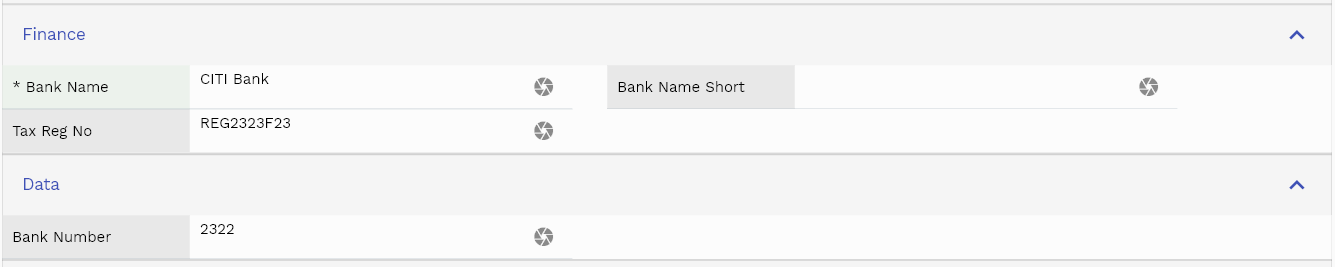 Finance
* Bank Name
CITI Bank
Bank Name Short
Tax Reg No
REG2323F23
Data
Bank Number
2322